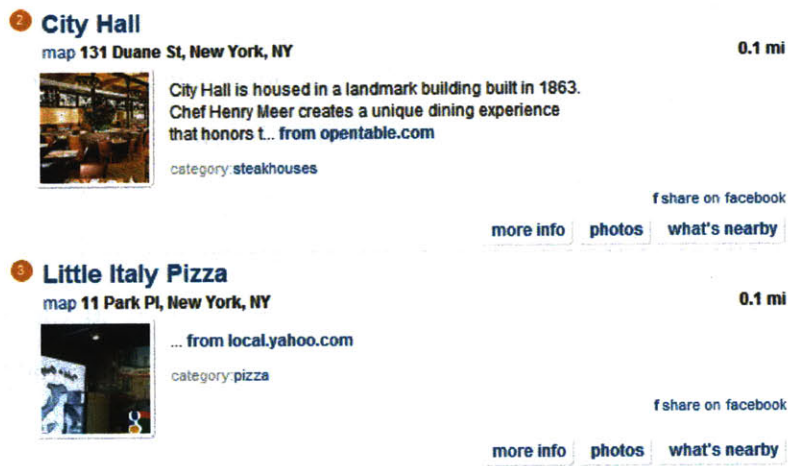 2 City Hall
map 131 Duane St, New York, NY 0.1 mi
City Hall is housed in a landmark building built in 1863.
Chef Henry Meer creates a unique dining experience
that honors t... from opentable.com
category:steakhouses
f share on facebook
more info photos what's nearby
3 Little Italy Pizza
map 11 Park Pl, New York, NY 0.1 mi
... from local.yahoo.com
category:pizza
f share on facebook
more info photos what's nearby